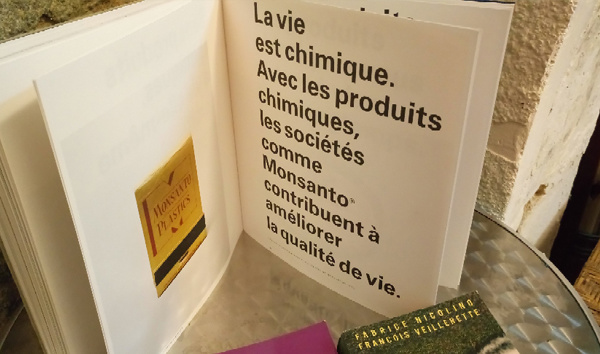 MONSANTO
PLASTICS
La vie
est chimique.
Avec les produits
chimiques,
les sociétés
comme
Monsanto®
contribuent à
améliorer
la qualité de vie.
FABRICE NICOLINO
FRANÇOIS VEILLERETTE